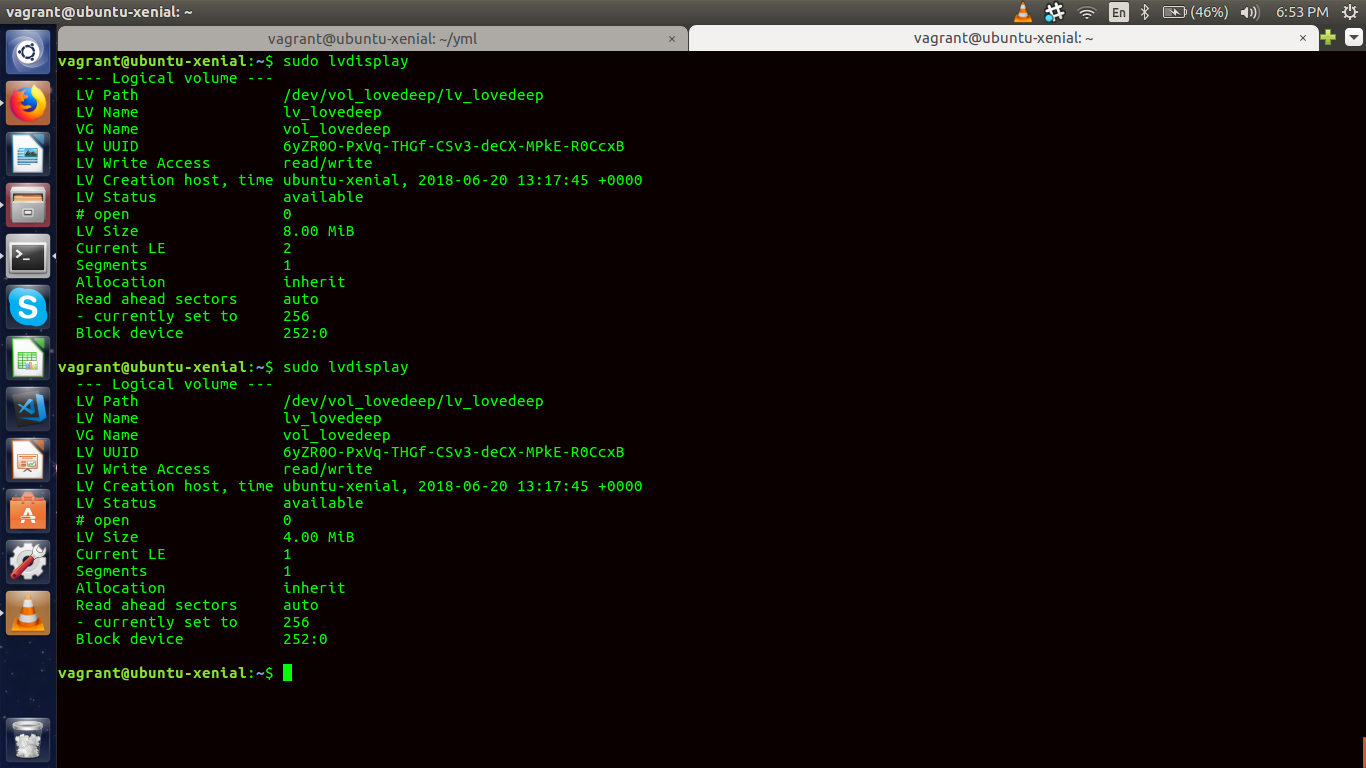 vagrant@ubuntu-xenial: ~
En
(46%)
6:53 PM
vagrant@ubuntu-xenial: ~/yml
×
vagrant@ubuntu-xenial: ~
×
vagrant@ubuntu-xenial:~$ sudo lvdisplay
  --- Logical volume ---
  LV Path                /dev/vol_lovedeep/lv_lovedeep
  LV Name                lv_lovedeep
  VG Name                vol_lovedeep
  LV UUID                6yZR0O-PxVq-THGf-CSv3-deCX-MPkE-R0CcxB
  LV Write Access        read/write
  LV Creation host, time ubuntu-xenial, 2018-06-20 13:17:45 +0000
  LV Status              available
  # open                 0
  LV Size                8.00 MiB
  Current LE             2
  Segments               1
  Allocation             inherit
  Read ahead sectors     auto
  - currently set to     256
  Block device           252:0
vagrant@ubuntu-xenial:~$ sudo lvdisplay
  --- Logical volume ---
  LV Path                /dev/vol_lovedeep/lv_lovedeep
  LV Name                lv_lovedeep
  VG Name                vol_lovedeep
  LV UUID                6yZR0O-PxVq-THGf-CSv3-deCX-MPkE-R0CcxB
  LV Write Access        read/write
  LV Creation host, time ubuntu-xenial, 2018-06-20 13:17:45 +0000
  LV Status              available
  # open                 0
  LV Size                4.00 MiB
  Current LE             1
  Segments               1
  Allocation             inherit
  Read ahead sectors     auto
  - currently set to     256
  Block device           252:0
vagrant@ubuntu-xenial:~$